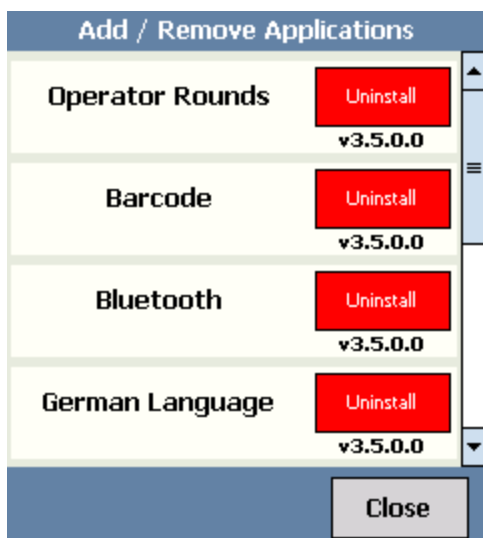 Add / Remove Applications
Operator Rounds
Uninstall
v3.5.0.0
Barcode
Uninstall
v3.5.0.0
Bluetooth
Uninstall
v3.5.0.0
German Language
Uninstall
v3.5.0.0
Close